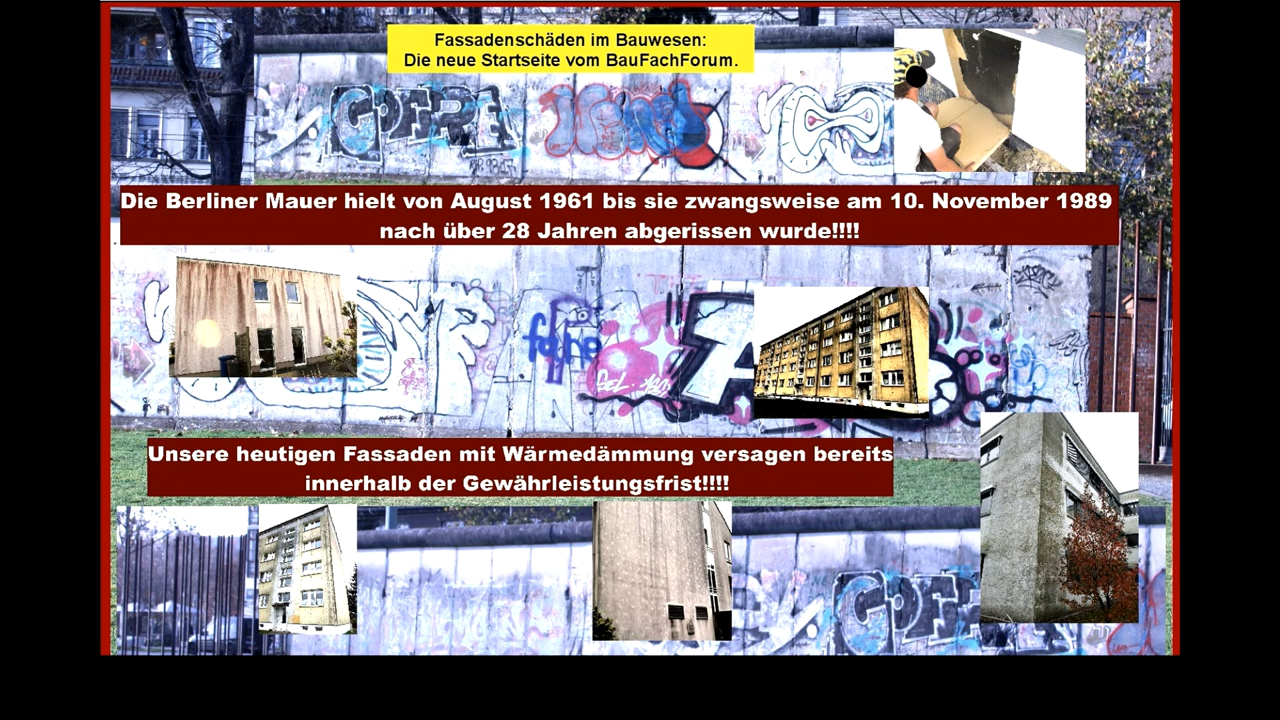 Fassadenschäden im Bauwesen:
Die neue Startseite vom BauFachForum.
Die Berliner Mauer hielt von August 1961 bis sie zwangsweise am 10. November 1989
nach über 28 Jahren abgerissen wurde!!!!
Unsere heutigen Fassaden mit Wärmedämmung versagen bereits
innerhalb der Gewährleistungsfrist!!!!